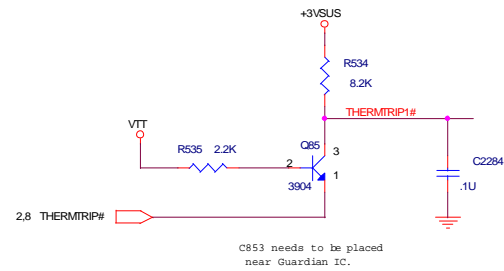 +3VSUS
R534
8.2K
THERMTRIP1#
VTT
R535 2.2K
Q85
3
2
1
3904
C2284
.1U
2,8 THERMTRIP#
C853 needs to be placed
near Guardian IC.